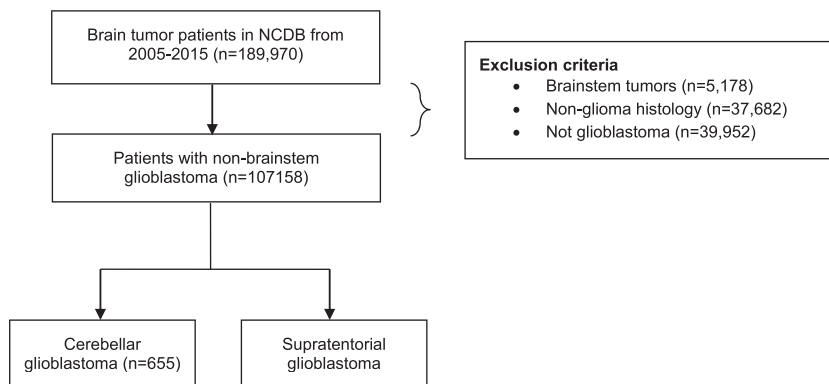 Brain tumor patients in NCDB from
2005-2015 (n=189,970)
Exclusion criteria
• Brainstem tumors (n=5,178)
• Non-glioma histology (n=37,682)
• Not glioblastoma (n=39,952)
Patients with non-brainstem
glioblastoma (n=107158)
Cerebellar
glioblastoma (n=655)
Supratentorial
glioblastoma